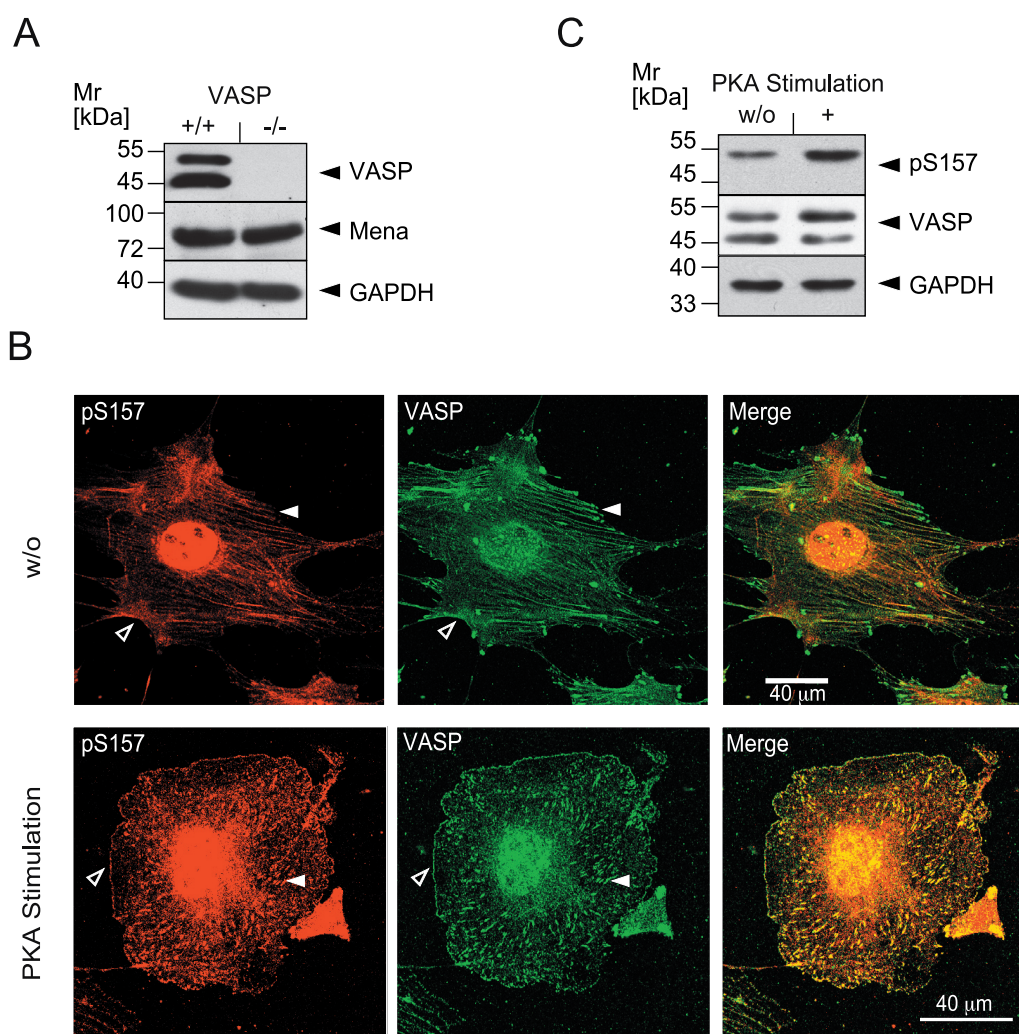 A
Mr
[kDa]
VASP
+/+ -/-
55
45
VASP
100
72
Mena
40
GAPDH
C
Mr
[kDa]
PKA Stimulation
w/o +
55
45
pS157
55
45
VASP
40
33
GAPDH
B
w/o
pS157
VASP
Merge
40 μm
PKA Stimulation
pS157
VASP
Merge
40 μm